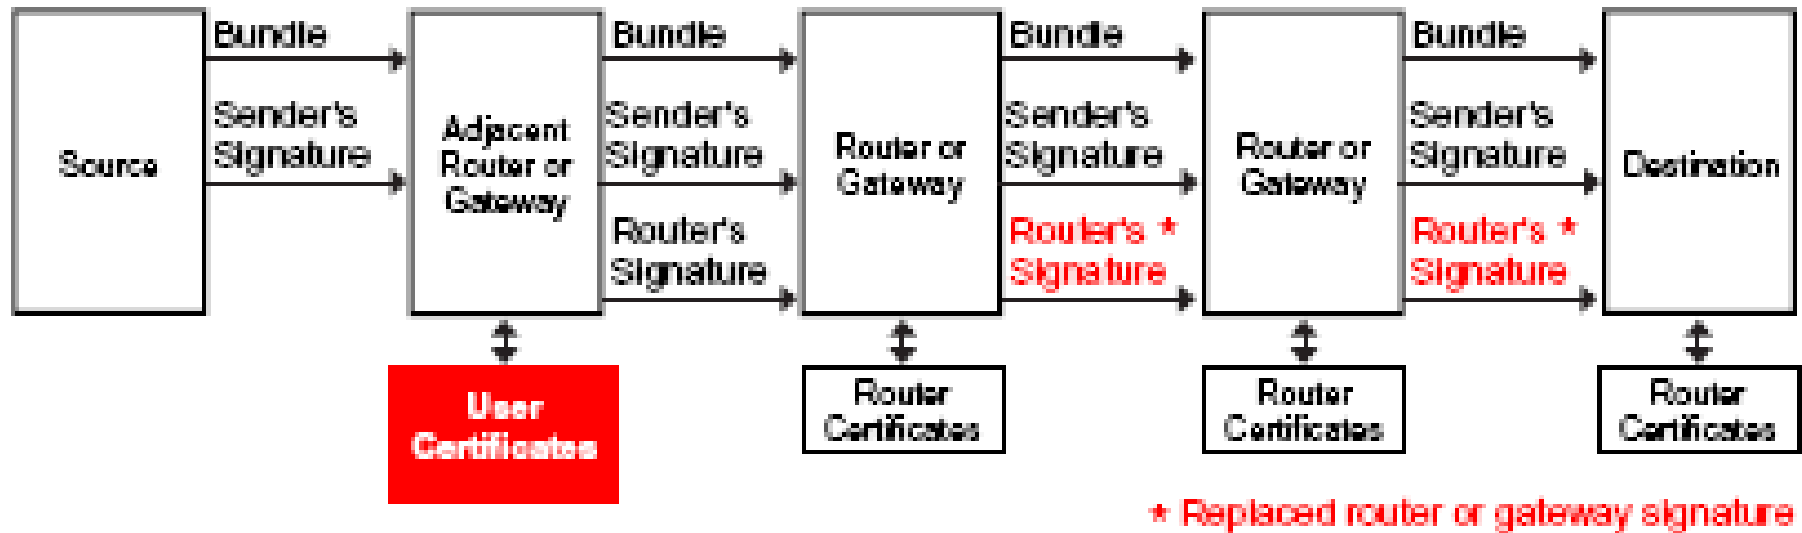 Source
Bundle
Sender's
Signature
Adjacent
Router or
Gateway
Bundle
Sender's
Signature
Router's
Signature
Router or
Gateway
Bundle
Sender's
Signature
Router's *
Signature
Router or
Gateway
Bundle
Sender's
Signature
Router's *
Signature
Destination
User
Certificates
Router
Certificates
Router
Certificates
Router
Certificates
* Replaced router or gateway signature